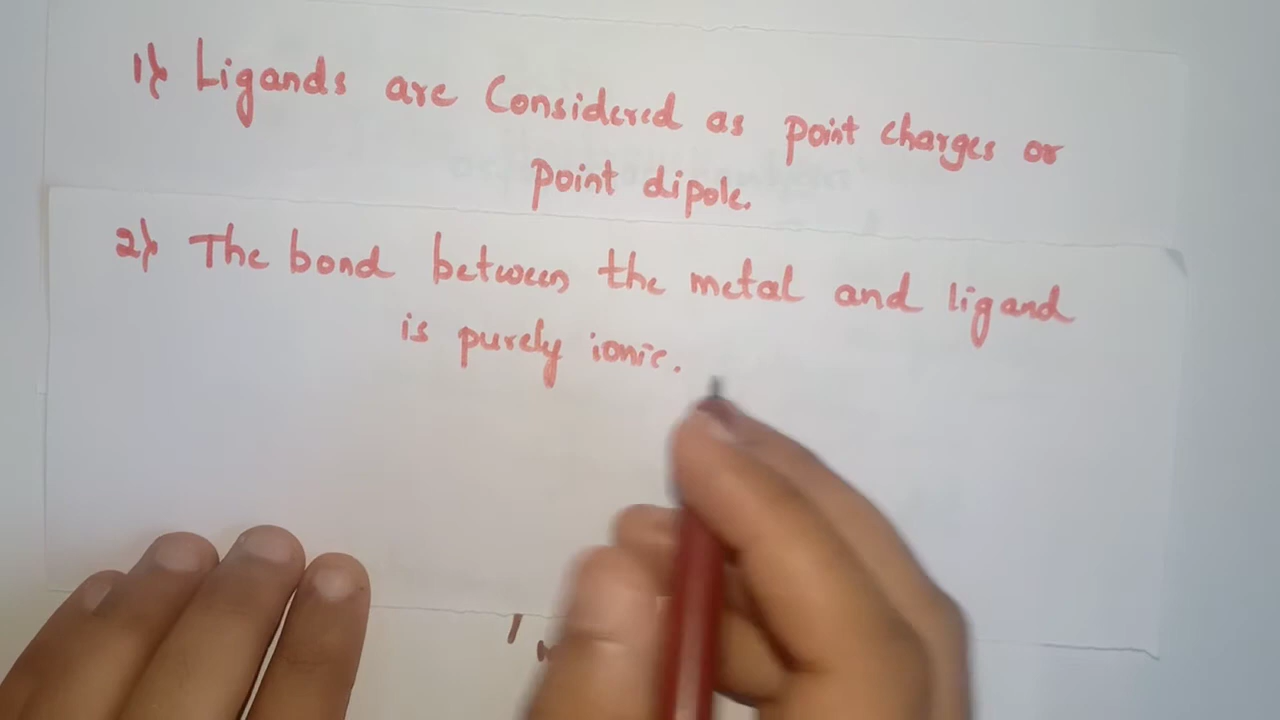 1) Ligands are Considered as point charges or
point dipole.
2) The bond between the metal and ligand
is purely ionic.